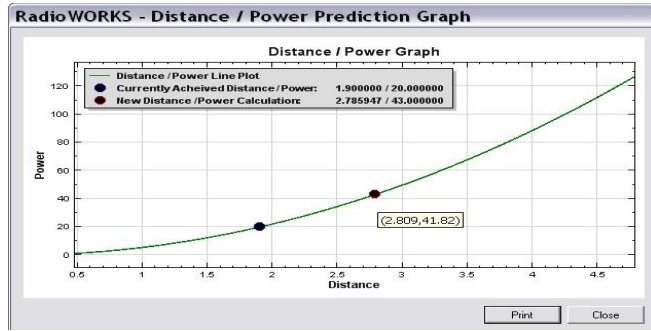 RadioWORKS - Distance / Power Prediction Graph
Distance / Power Graph
Distance / Power Line Plot
Currently Acheived Distance / Power: 1.900000 / 20.000000
New Distance / Power Calculation: 2.785947 / 43.000000
Power
120
100
80
60
40
20
0
(2.809,41.82)
0.5 1 1.5 2 2.5 3 3.5 4 4.5
Distance
Print Close